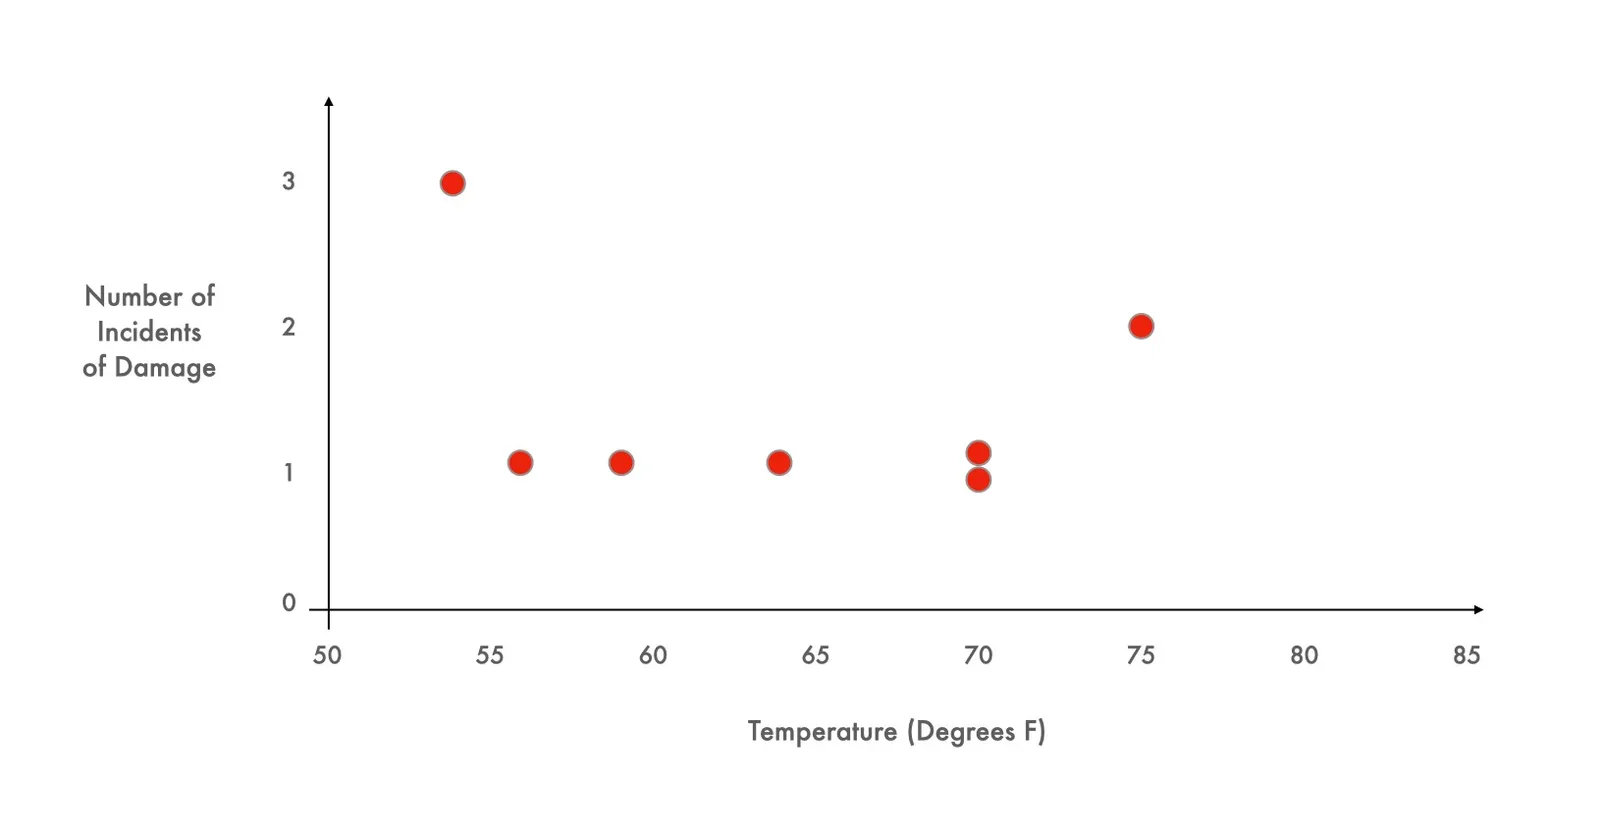 3
Number of
Incidents
of Damage
2
1
0
50 55 60 65 70 75 80 85
Temperature (Degrees F)